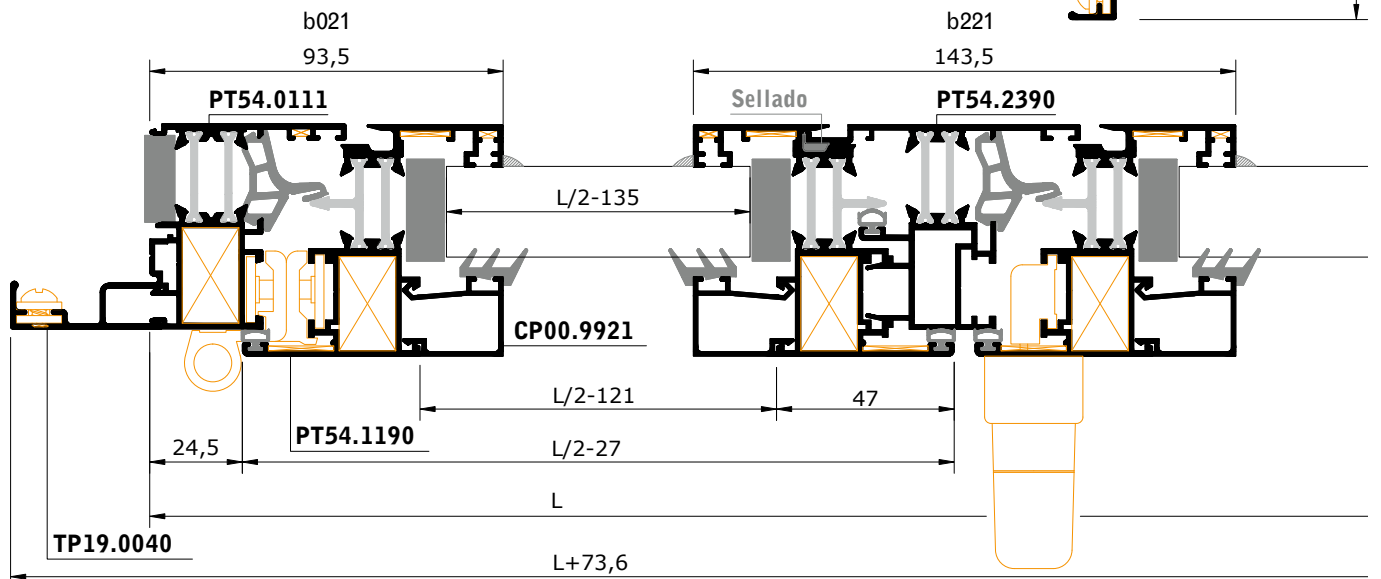 b021
b221
93,5
143,5
PT54.0111
Sellado
PT54.2390
L/2-135
CP00.9921
L/2-121
47
PT54.1190
24,5
L/2-27
L
TP19.0040
L+73,6